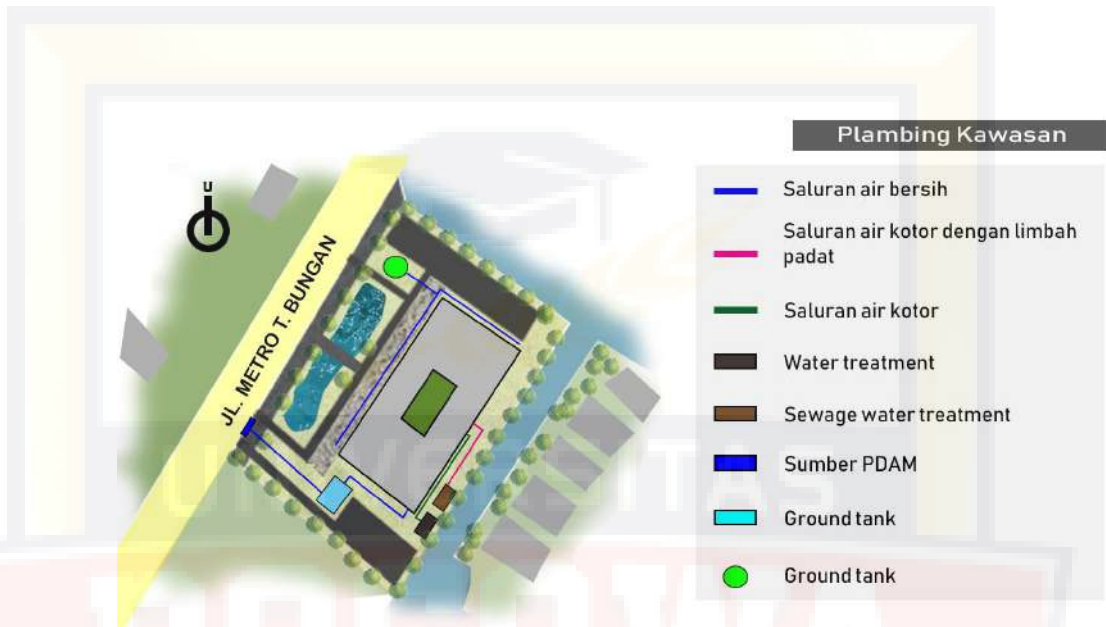 Plambing Kawasan
Saluran air bersih
Saluran air kotor dengan limbah
padat
Saluran air kotor
Water treatment
Sewage water treatment
Sumber PDAM
Ground tank
Ground tank
JL. METRO T. BUNGAN
UNIVERSITAS